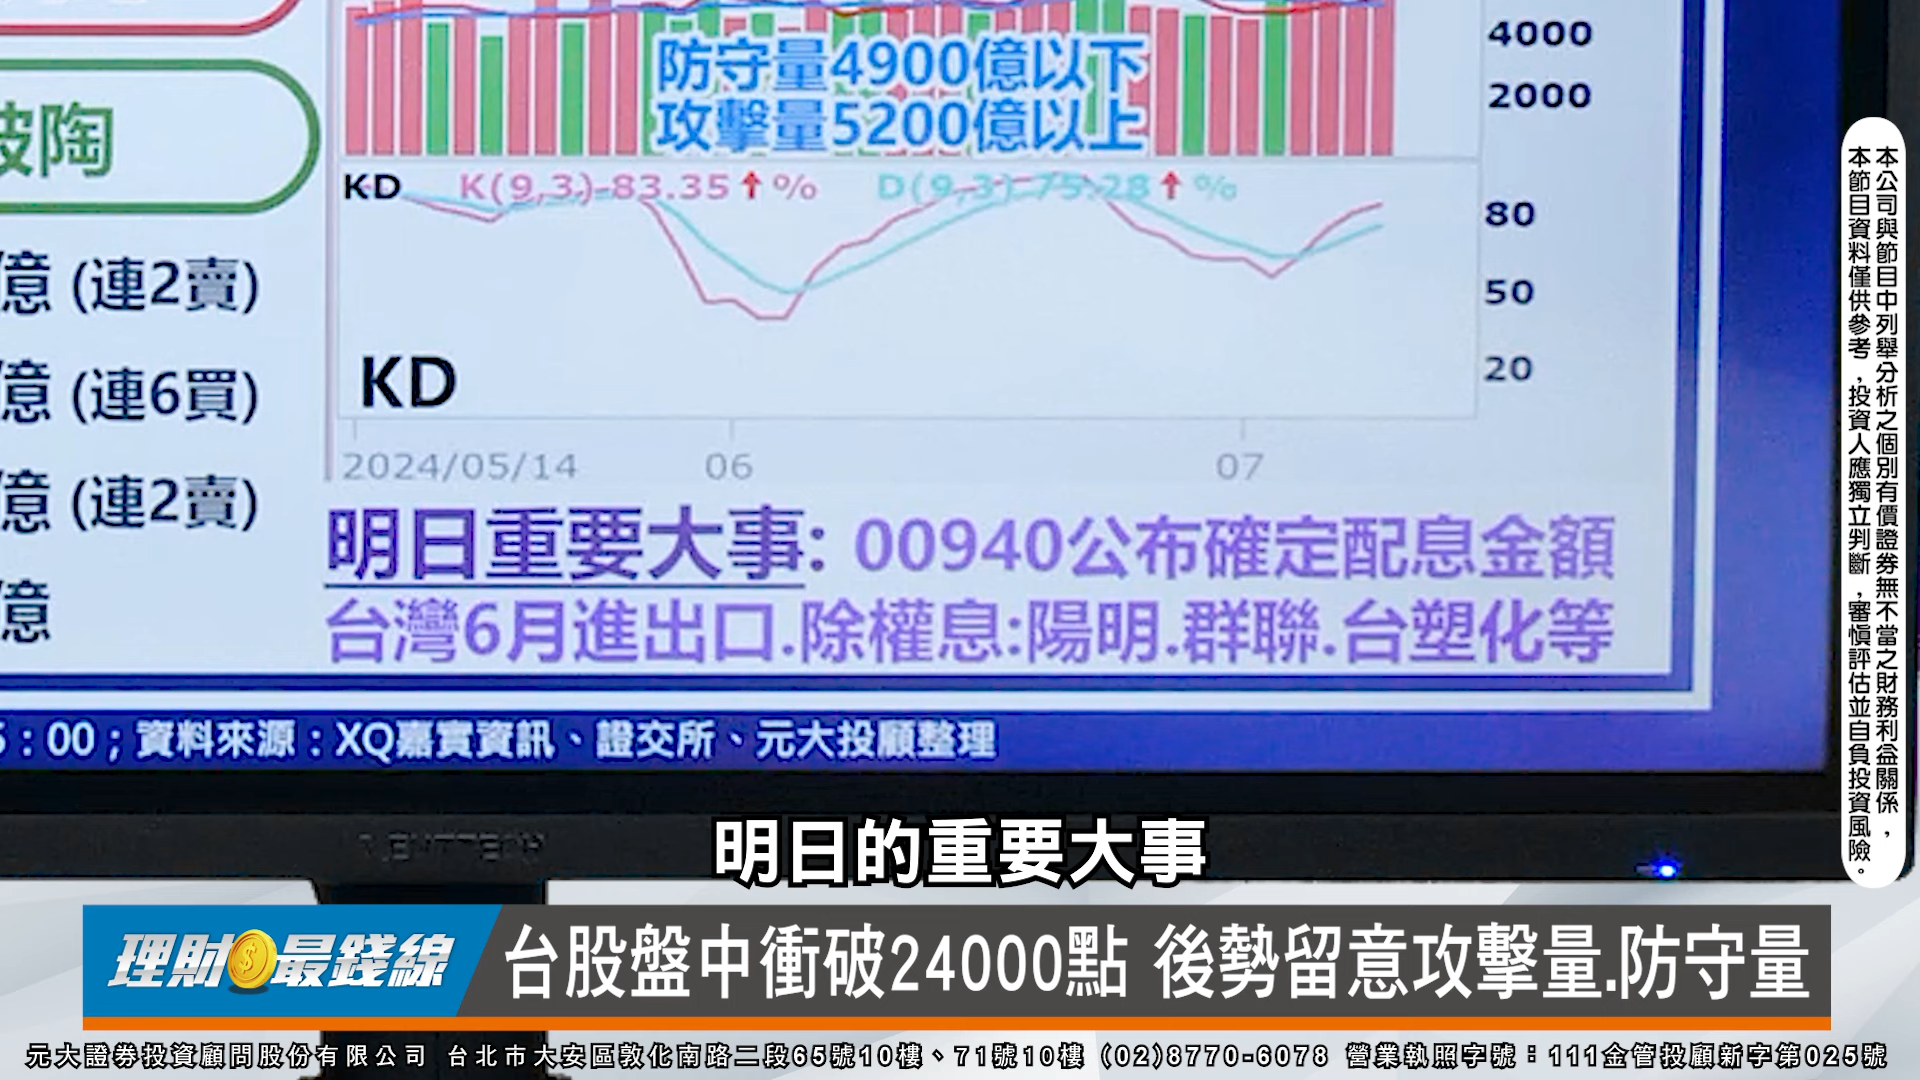 4000
2000
防守量4900億以下
攻擊量5200億以上
破陶
KD K(9,3) 83.35↑% D(9,3) 75.28↑%
80
50
20
KD
2024/05/14 06 07
億 (連2賣)
億 (連6買)
億 (連2賣)
億
明日重要大事: 00940公布確定配息金額
台灣6月進出口.除權息:陽明.群聯.台塑化等
:00；資料來源：XQ嘉實資訊、證交所、元大投顧整理
本公司與節目中列舉分析之個別有價證券無不當之財務利益關係，
本節目資料僅供參考，投資人應獨立判斷，審慎評估並自負投資風險。
明日的重要大事
理財最錢線
台股盤中衝破24000點 後勢留意攻擊量.防守量
元大證券投資顧問股份有限公司 台北市大安區敦化南路二段65號10樓、71號10樓 (02)8770-6078 營業執照字號：111金管投顧新字第025號